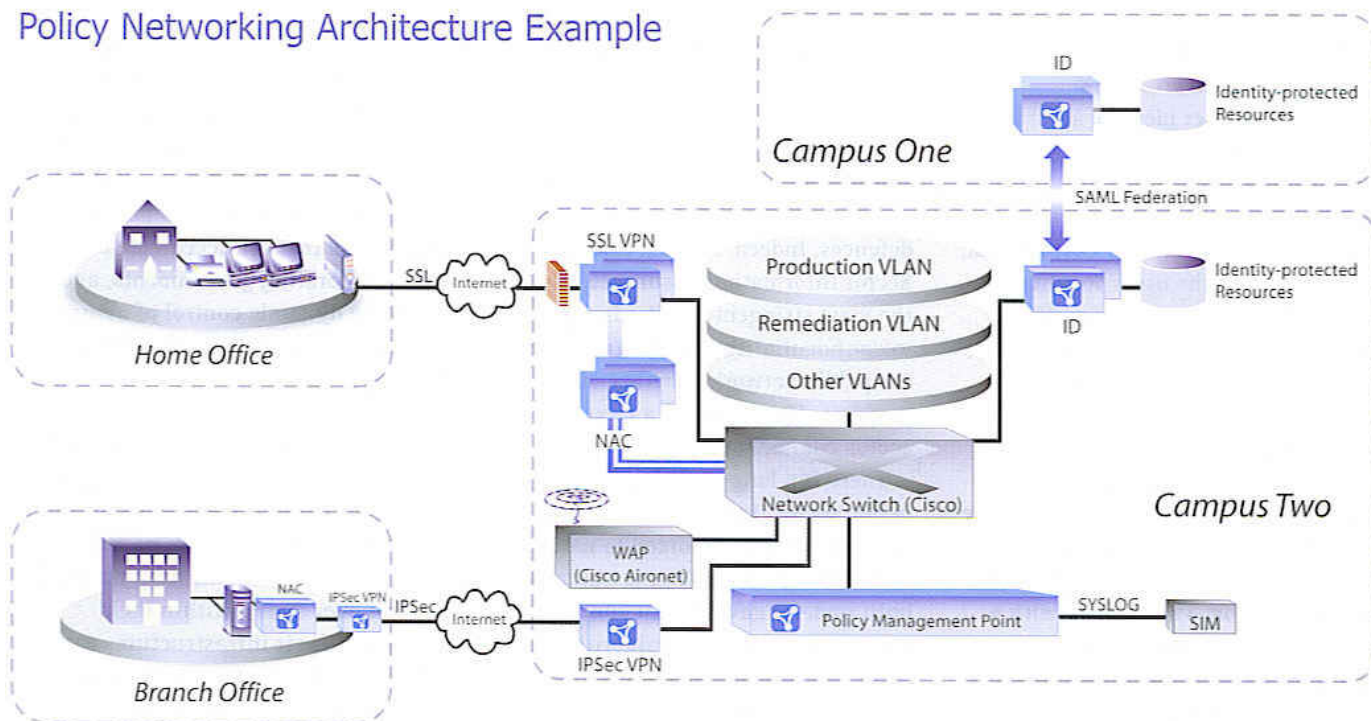 Policy Networking Architecture Example
ID
Identity-protected
Resources
Campus One
SAML Federation
SSL VPN
Production VLAN
Identity-protected
Resources
SSL
Internet
Remediation VLAN
ID
Home Office
Other VLANs
NAC
Network Switch (Cisco)
Campus Two
WAP
(Cisco Aironet)
NAC
IPSec VPN
IPSec
Internet
SYSLOG
Policy Management Point
SIM
IPSec VPN
Branch Office